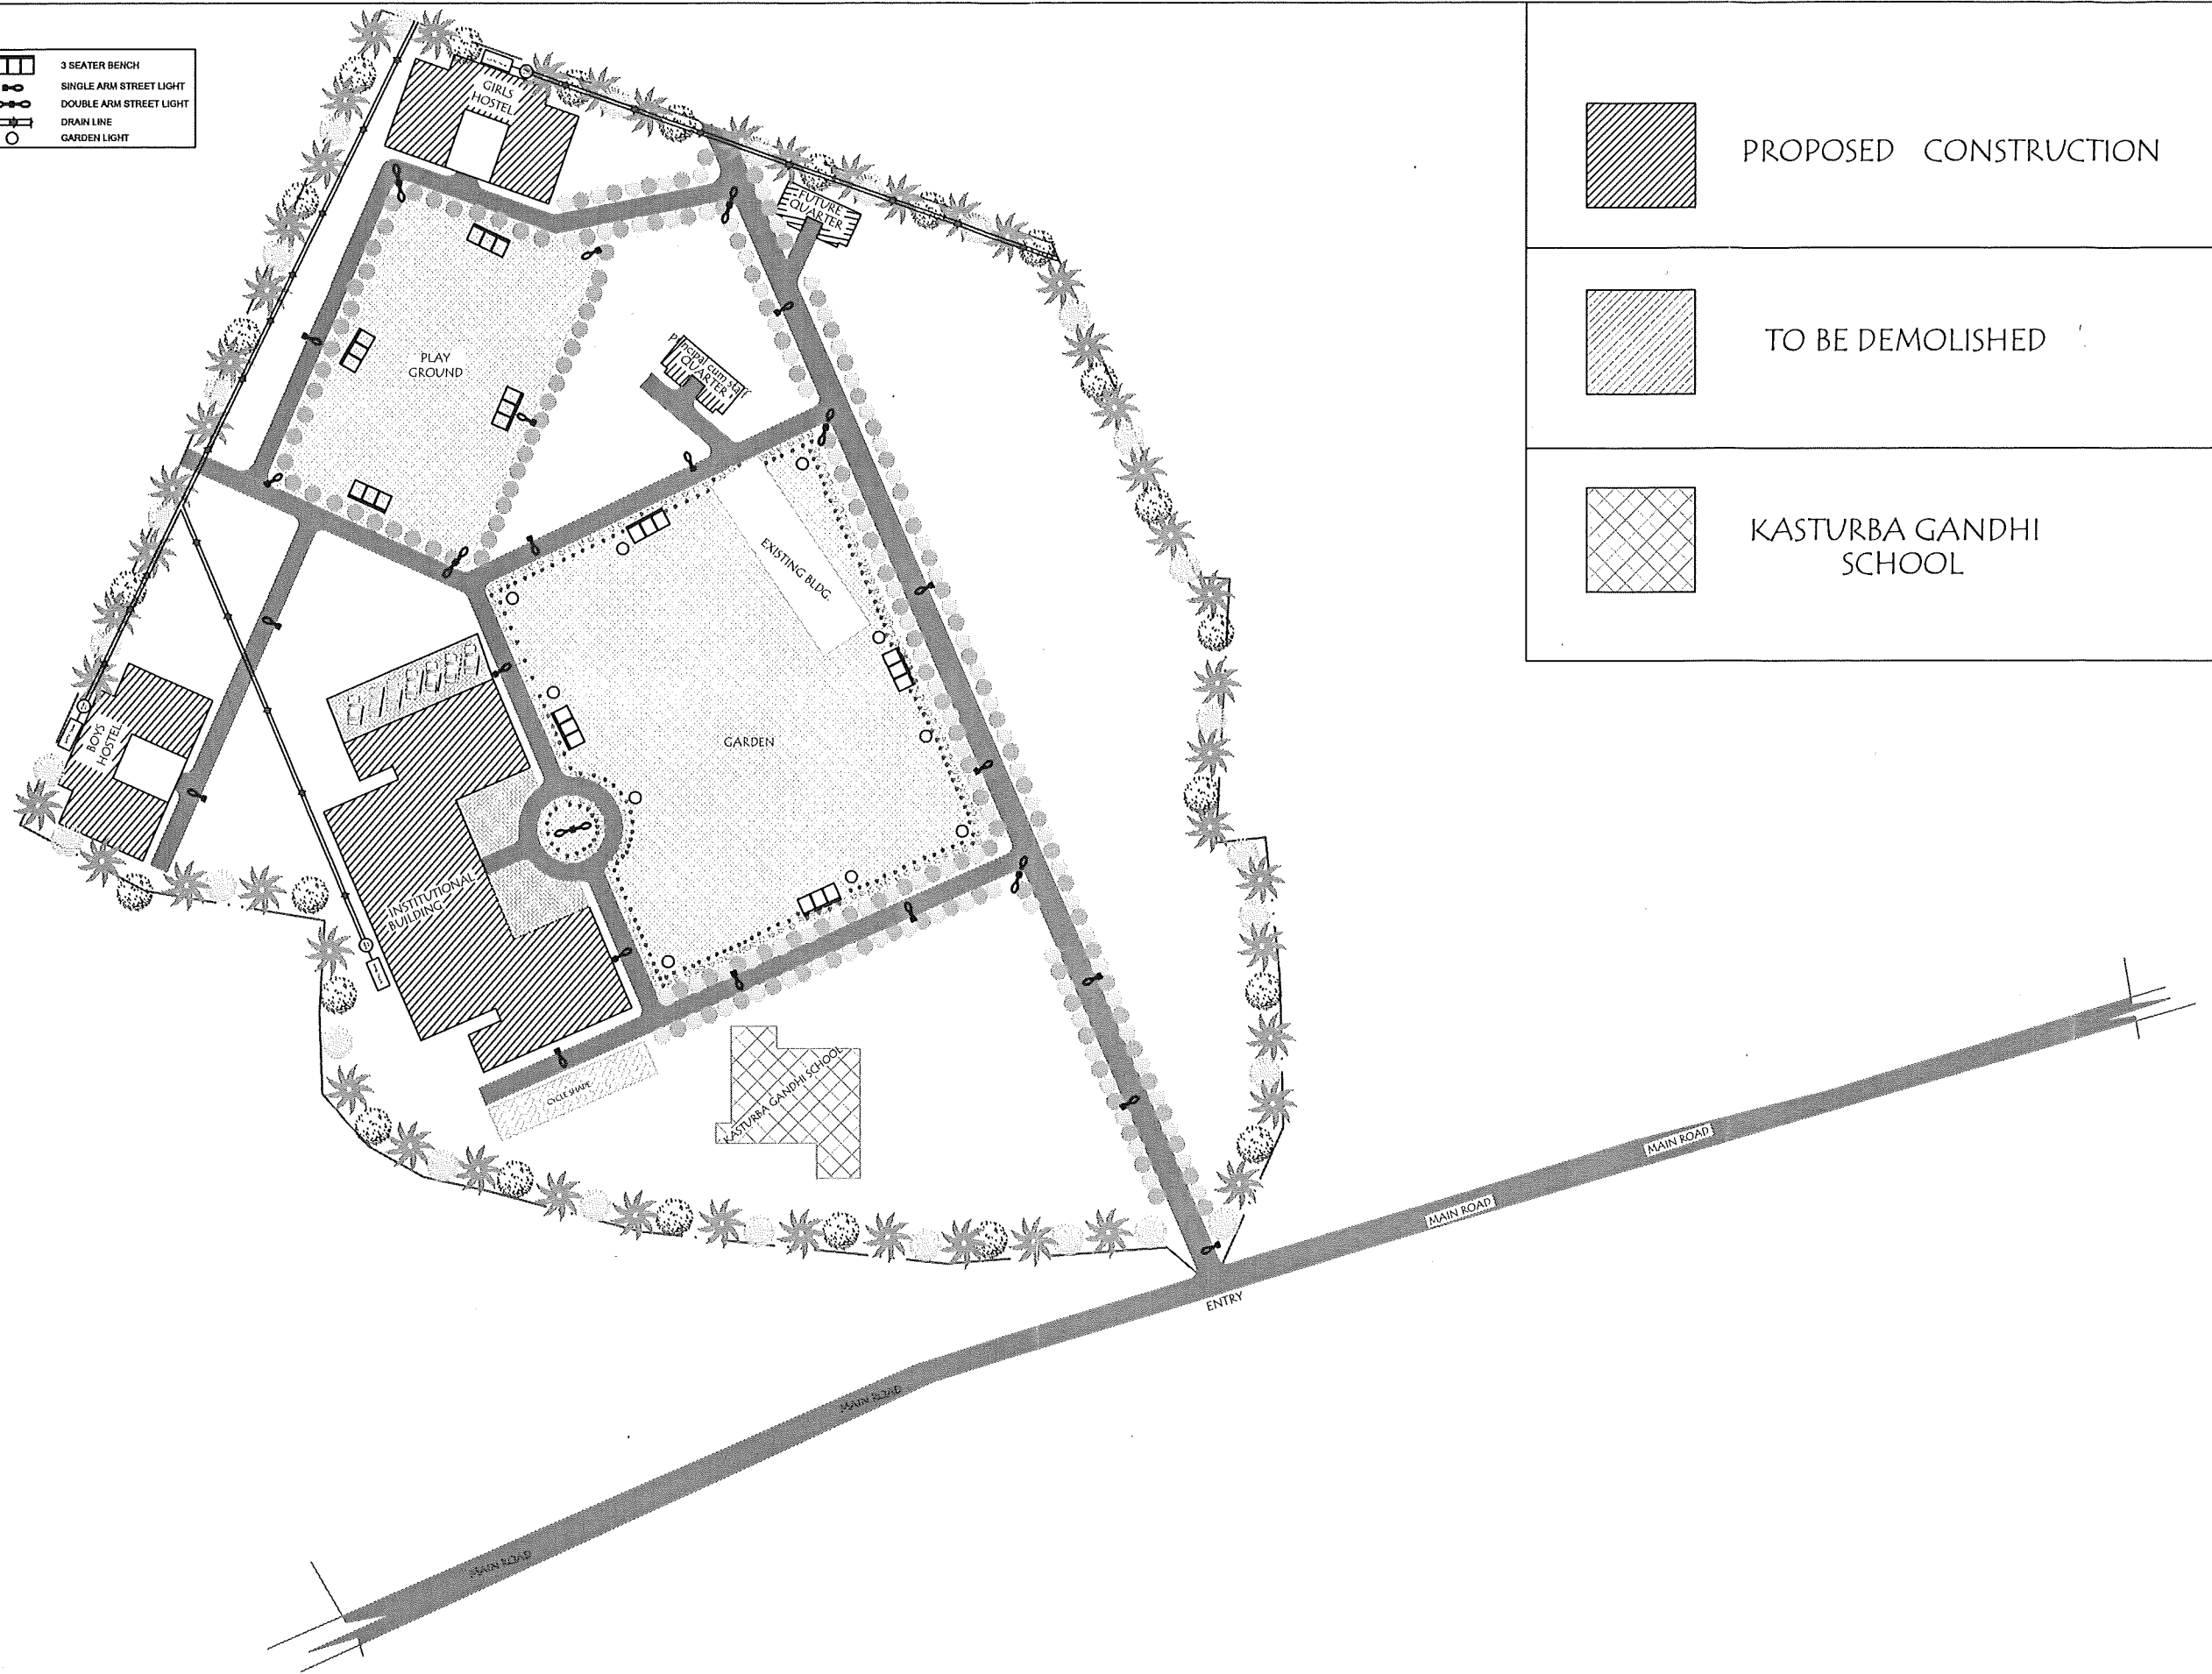 3 SEATER BENCH
SINGLE ARM STREET LIGHT
DOUBLE ARM STREET LIGHT
DRAIN LINE
GARDEN LIGHT
PROPOSED CONSTRUCTION
TO BE DEMOLISHED
KASTURBA GANDHI
SCHOOL
GIRLS
HOSTEL
FUTURE
QUARTER
PLAY
GROUND
principal cum staff
QUARTER
EXISTING BLDG.
GARDEN
BOYS
HOSTEL
INSTITUTIONAL
BUILDING
CYCLE SHAPE
KASTURBA GANDHI SCHOOL
MAIN ROAD
MAIN ROAD
ENTRY
MAIN ROAD
MAIN ROAD